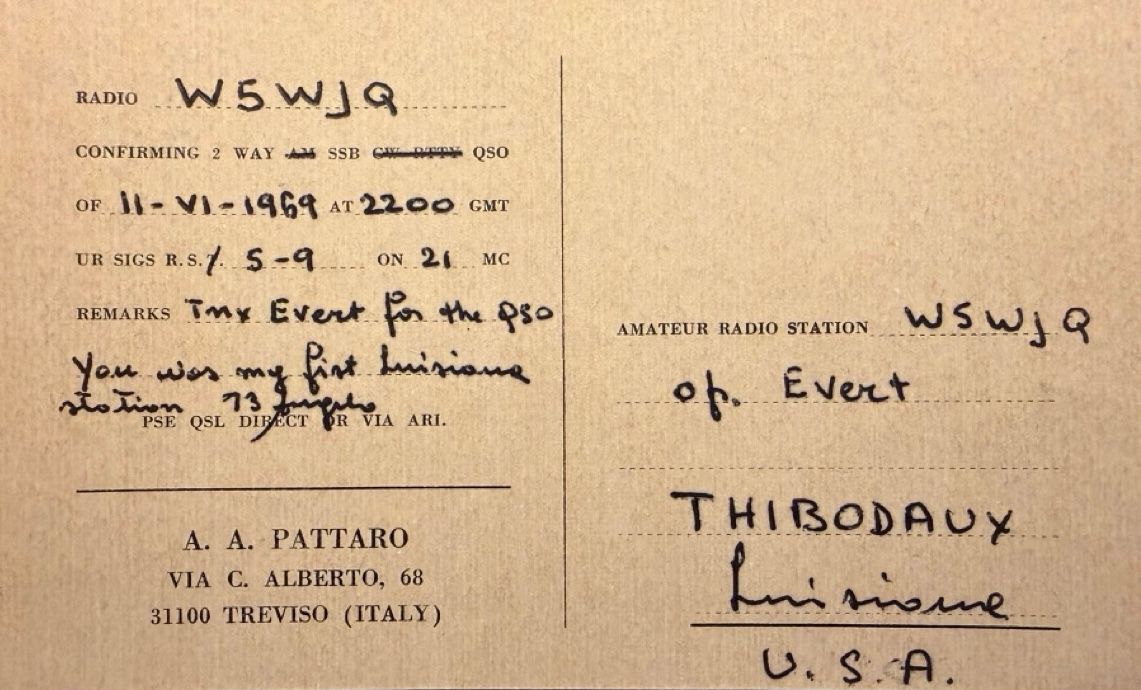 RADIO W5WJQ
CONFIRMING 2 WAY AM SSB CW RTTY QSO
OF 11-VI-1969 AT 2200 GMT
UR SIGS R.S.T. 5-9 ON 21 MC
REMARKS Tnx Evert for the QSO
You was my first Luisiana
station 73 Angelo
PSE QSL DIRECT OR VIA ARI.
A. A. PATTARO
VIA C. ALBERTO, 68
31100 TREVISO (ITALY)
AMATEUR RADIO STATION W5WJQ
op. Evert
THIBODAUX
Luisiana
U.S.A.